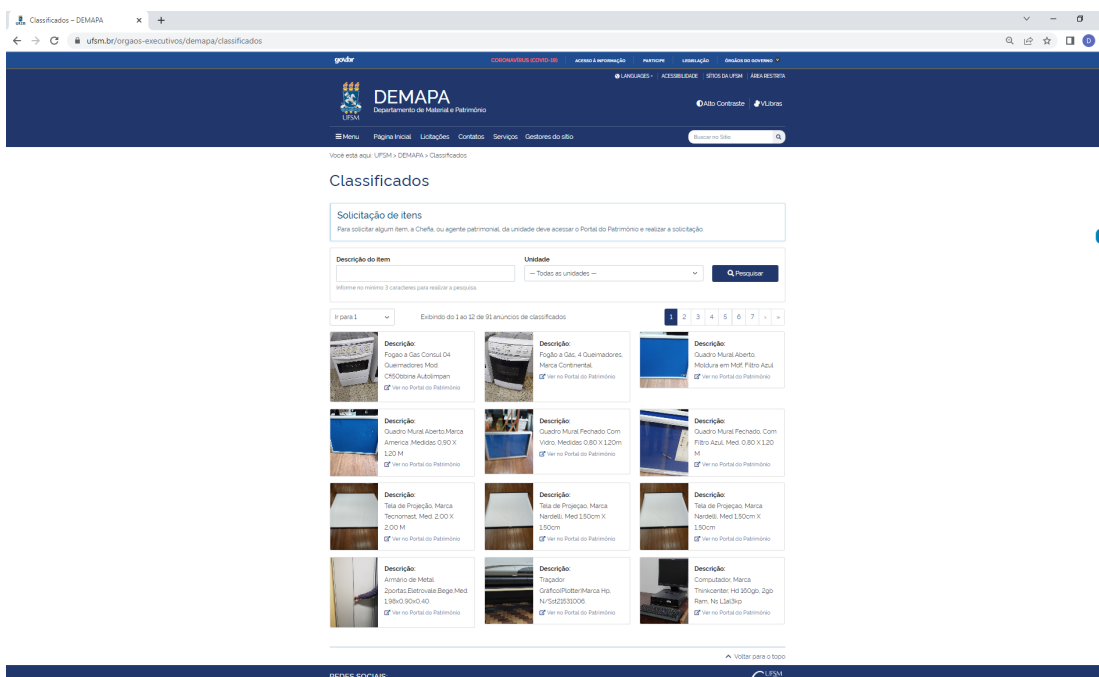 Classificados – DEMAPA
ufsm.br/orgaos-executivos/demapa/classificados
govbr
CORONAVÍRUS (COVID-19) ACESSO À INFORMAÇÃO PARTICIPE LEGISLAÇÃO ÓRGÃOS DO GOVERNO
LANGUAGES ACESSIBILIDADE SÍTIOS DA UFSM ÁREA RESTRITA
DEMAPA
Departamento de Material e Patrimônio
UFSM
Alto Contraste VLibras
Menu Página Inicial Licitações Contatos Serviços Gestores do sítio
Buscar no Sítio
Você está aqui: UFSM > DEMAPA > Classificados
Classificados
Solicitação de itens
Para solicitar algum item, a Chefia, ou agente patrimonial, da unidade deve acessar o Portal do Patrimônio e realizar a solicitação.
Descrição do item
Unidade
— Todas as unidades —
Pesquisar
Informe no mínimo 3 caracteres para realizar a pesquisa.
Ir para 1
Exibindo do 1 ao 12 de 91 anúncios de classificados
1 2 3 4 5 6 7 › »
Descrição:
Fogao a Gas Consul 04
Queimadores Mod.
Autolimpan
Ver no Portal do Patrimônio
Descrição:
Fogão a Gás, 4 Queimadores,
Marca Continental.
Ver no Portal do Patrimônio
Descrição:
Quadro Mural Aberto,
Moldura em Mdf, Filtro Azul
Ver no Portal do Patrimônio
Descrição:
Quadro Mural Aberto,Marca
America ,Medidas 0,90 X
1,20 M
Ver no Portal do Patrimônio
Descrição:
Quadro Mural Fechado Com
Vidro, Medidas 0,80 X 1,20m
Ver no Portal do Patrimônio
Descrição:
Quadro Mural Fechado, Com
Filtro Azul, Med. 0,80 X 1,20
M
Ver no Portal do Patrimônio
Descrição:
Tela de Projeção, Marca
Tecnomast, Med. 2,00 X
2,00 M
Ver no Portal do Patrimônio
Descrição:
Tela de Projeçao, Marca
Nardelli, Med 1,50cm X
1,50cm
Ver no Portal do Patrimônio
Descrição:
Tela de Projeçao, Marca
Nardelli, Med 1,50cm X
1,50cm
Ver no Portal do Patrimônio
Descrição:
Armário de Metal
2portas,Eletrovale,Bege,Med.
1,98x0,90x0,40
Ver no Portal do Patrimônio
Descrição:
Traçador
Gráfico(Plotter)Marca Hp,
N/Sst21531006
Ver no Portal do Patrimônio
Descrição:
Computador, Marca
Thinkcenter, Hd 160gb, 2gb
Ram, Ns
Ver no Portal do Patrimônio
Voltar para o topo
REDES SOCIAIS:
UFSM